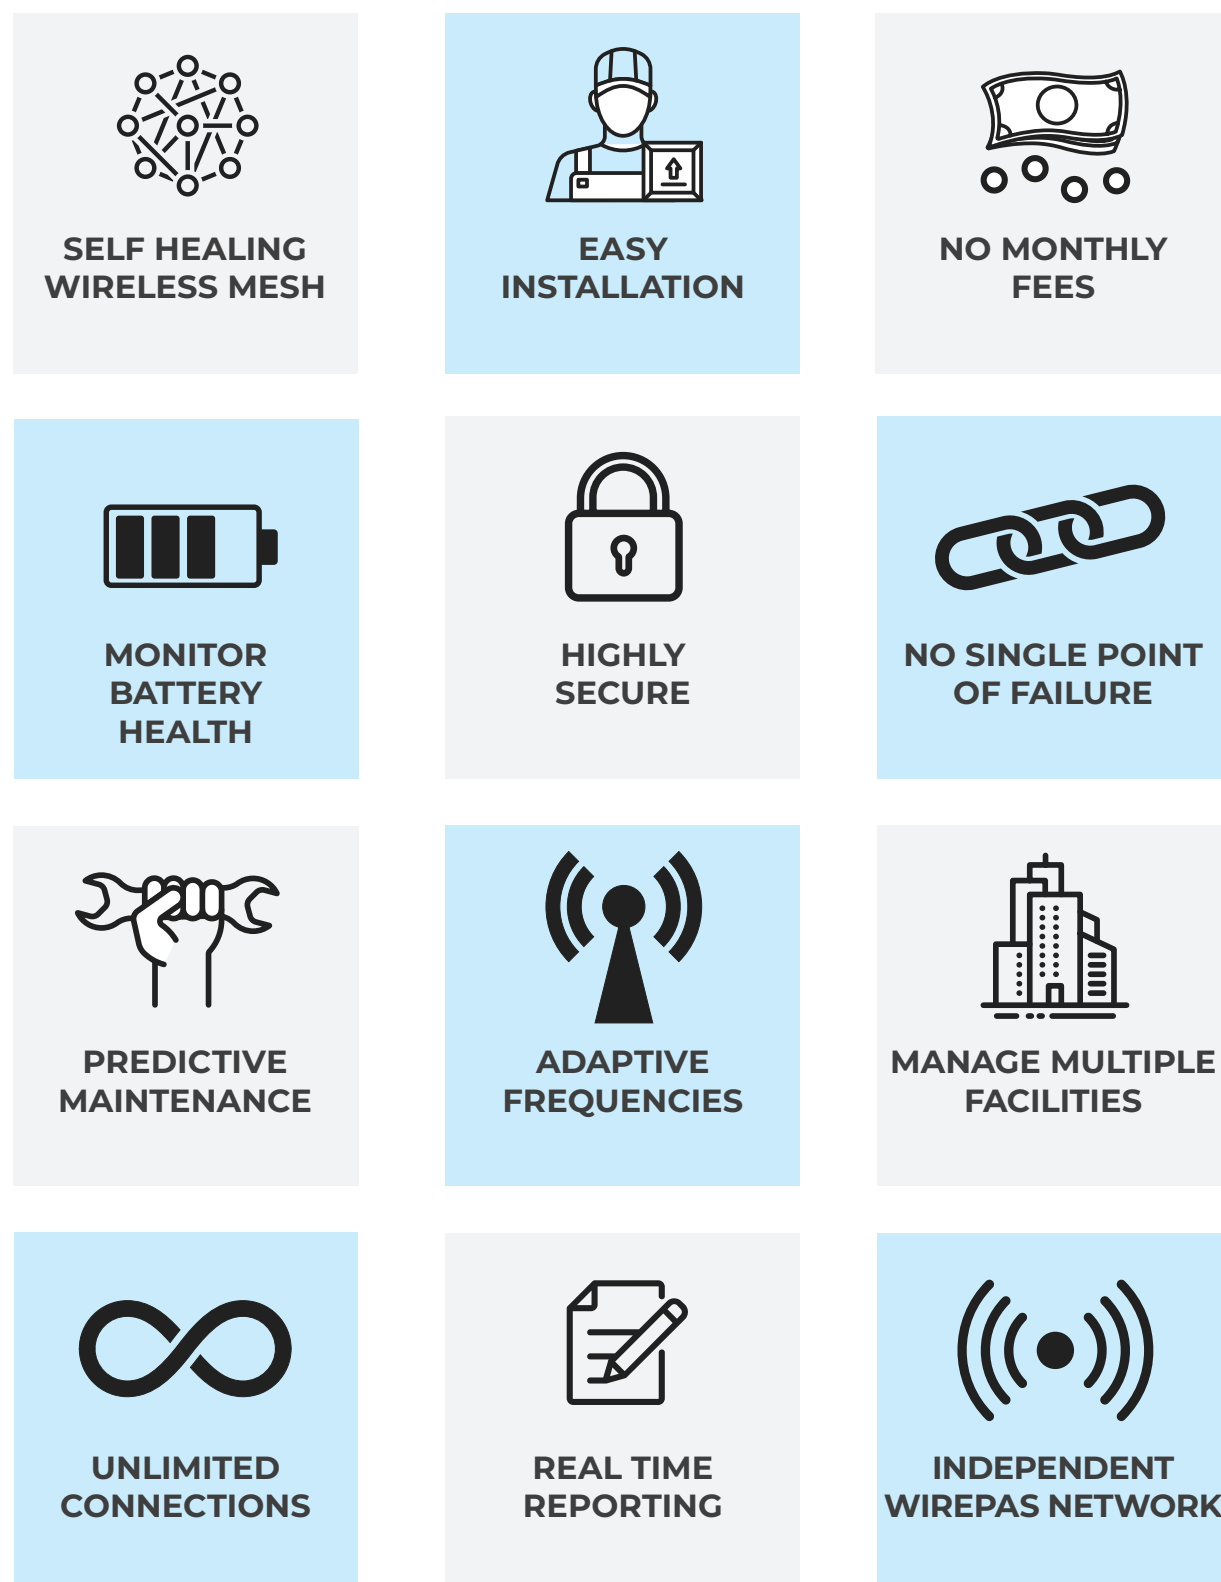 SELF HEALING
WIRELESS MESH
EASY
INSTALLATION
NO MONTHLY
FEES
MONITOR
BATTERY
HEALTH
HIGHLY
SECURE
NO SINGLE POINT
OF FAILURE
PREDICTIVE
MAINTENANCE
ADAPTIVE
FREQUENCIES
MANAGE MULTIPLE
FACILITIES
UNLIMITED
CONNECTIONS
REAL TIME
REPORTING
INDEPENDENT
WIREPAS NETWORK